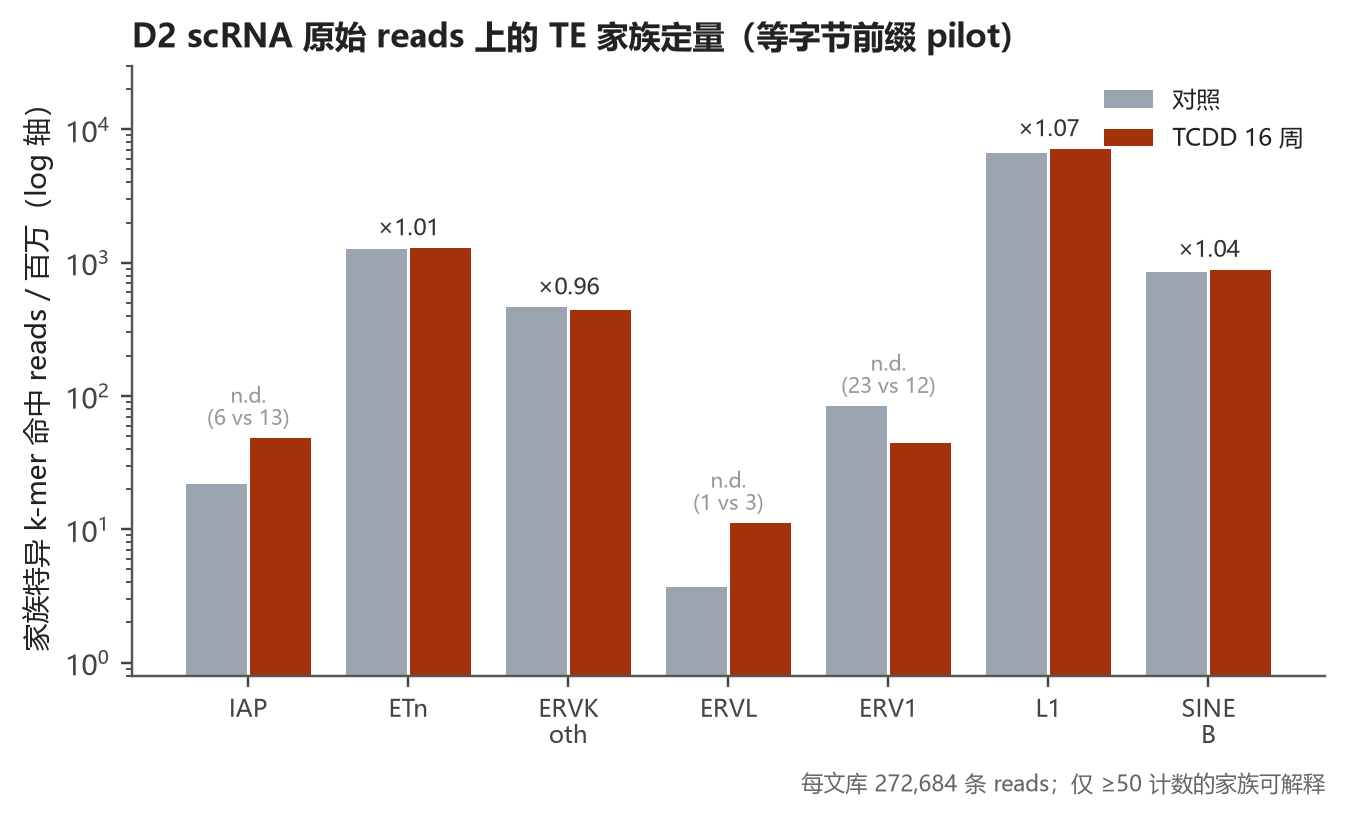 D2 scRNA 原始 reads 上的 TE 家族定量（等字节前缀 pilot）
对照
TCDD 16 周
家族特异 k-mer 命中 reads / 百万（log 轴）
10⁴
10³
10²
10¹
10⁰
n.d.
(6 vs 13)
×1.01
×0.96
n.d.
(1 vs 3)
n.d.
(23 vs 12)
×1.07
×1.04
IAP
ETn
ERVK
oth
ERVL
ERV1
L1
SINE
B
每文库 272,684 条 reads；仅 ≥50 计数的家族可解释